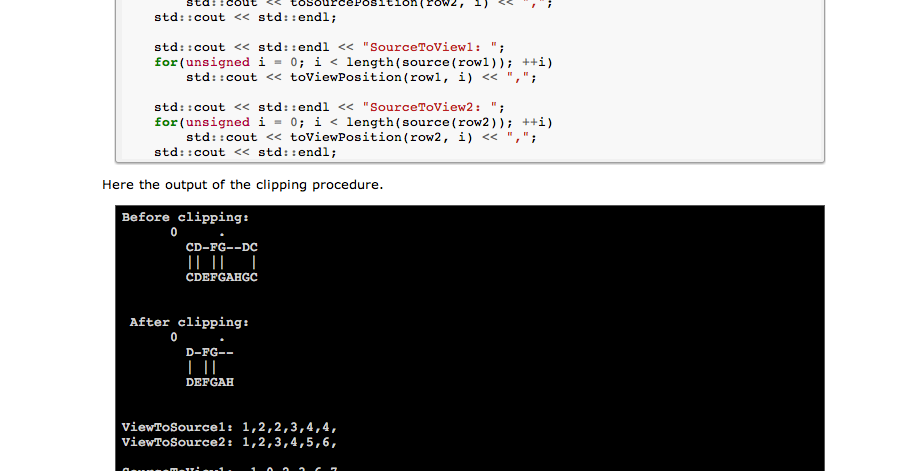 std::cout << toSourcePosition(row2, i) << ",";
std::cout << std::endl;
std::cout << std::endl << "SourceToView1: ";
for(unsigned i = 0; i < length(source(row1)); ++i)
std::cout << toViewPosition(row1, i) << ",";
std::cout << std::endl << "SourceToView2: ";
for(unsigned i = 0; i < length(source(row2)); ++i)
std::cout << toViewPosition(row2, i) << ",";
std::cout << std::endl;
Here the output of the clipping procedure.
Before clipping:
0 .
CD-FG--DC
|| || |
CDEFGAHGC
After clipping:
0 .
D-FG--
| ||
DEFGAH
ViewToSource1: 1,2,2,3,4,4,
ViewToSource2: 1,2,3,4,5,6,
SourceToView1: